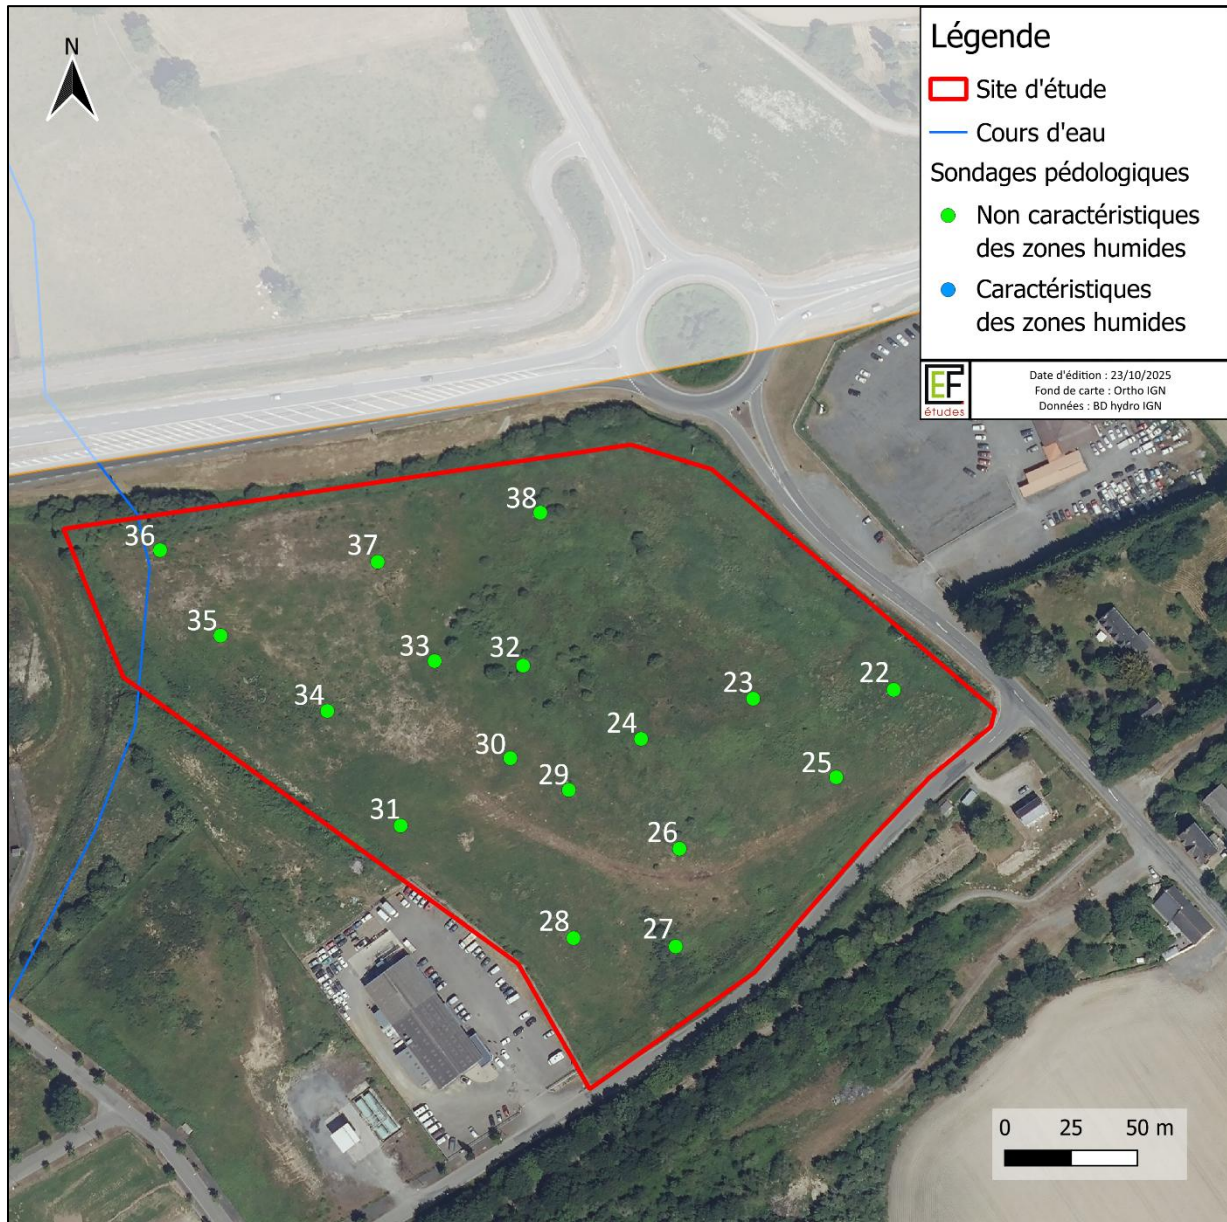 N
Légende
Site d'étude
Cours d'eau
Sondages pédologiques
Non caractéristiques
des zones humides
Caractéristiques
des zones humides
EF
études
Date d'édition : 23/10/2025
Fond de carte : Ortho IGN
Données : BD hydro IGN
38
36
37
35
33
32
22
23
34
24
30
25
29
31
26
28
27
0 25 50 m